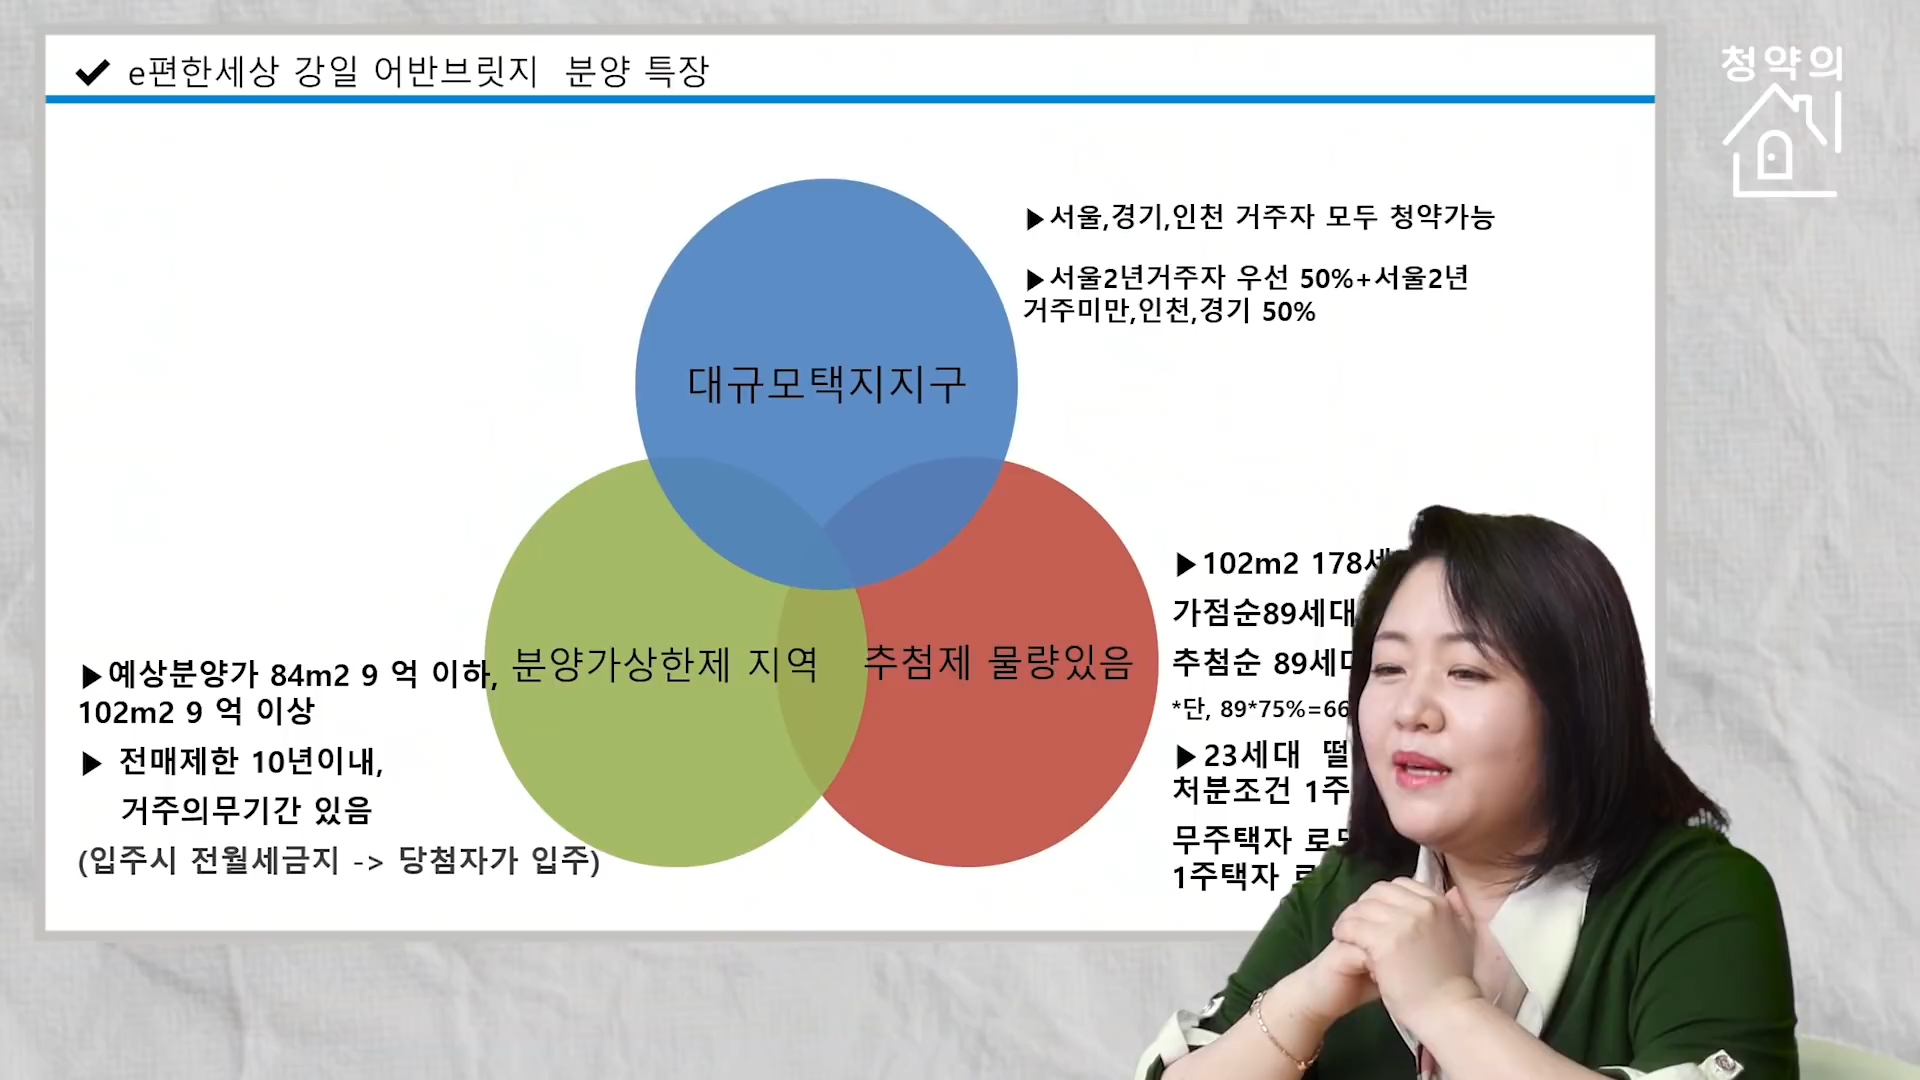 e편한세상 강일 어반브릿지 분양 특장
청약의
대규모택지지구
▶서울,경기,인천 거주자 모두 청약가능
▶서울2년거주자 우선 50%+서울2년
거주미만,인천,경기 50%
분양가상한제 지역
추첨제 물량있음
▶예상분양가 84m2 9 억 이하,
102m2 9 억 이상
▶ 전매제한 10년이내,
거주의무기간 있음
(입주시 전월세금지 -> 당첨자가 입주)
▶102m2 178세
가점순89세대
추첨순 89세
*단, 89*75%=66
▶23세대 떨
처분조건 1주
무주택자 로
1주택자